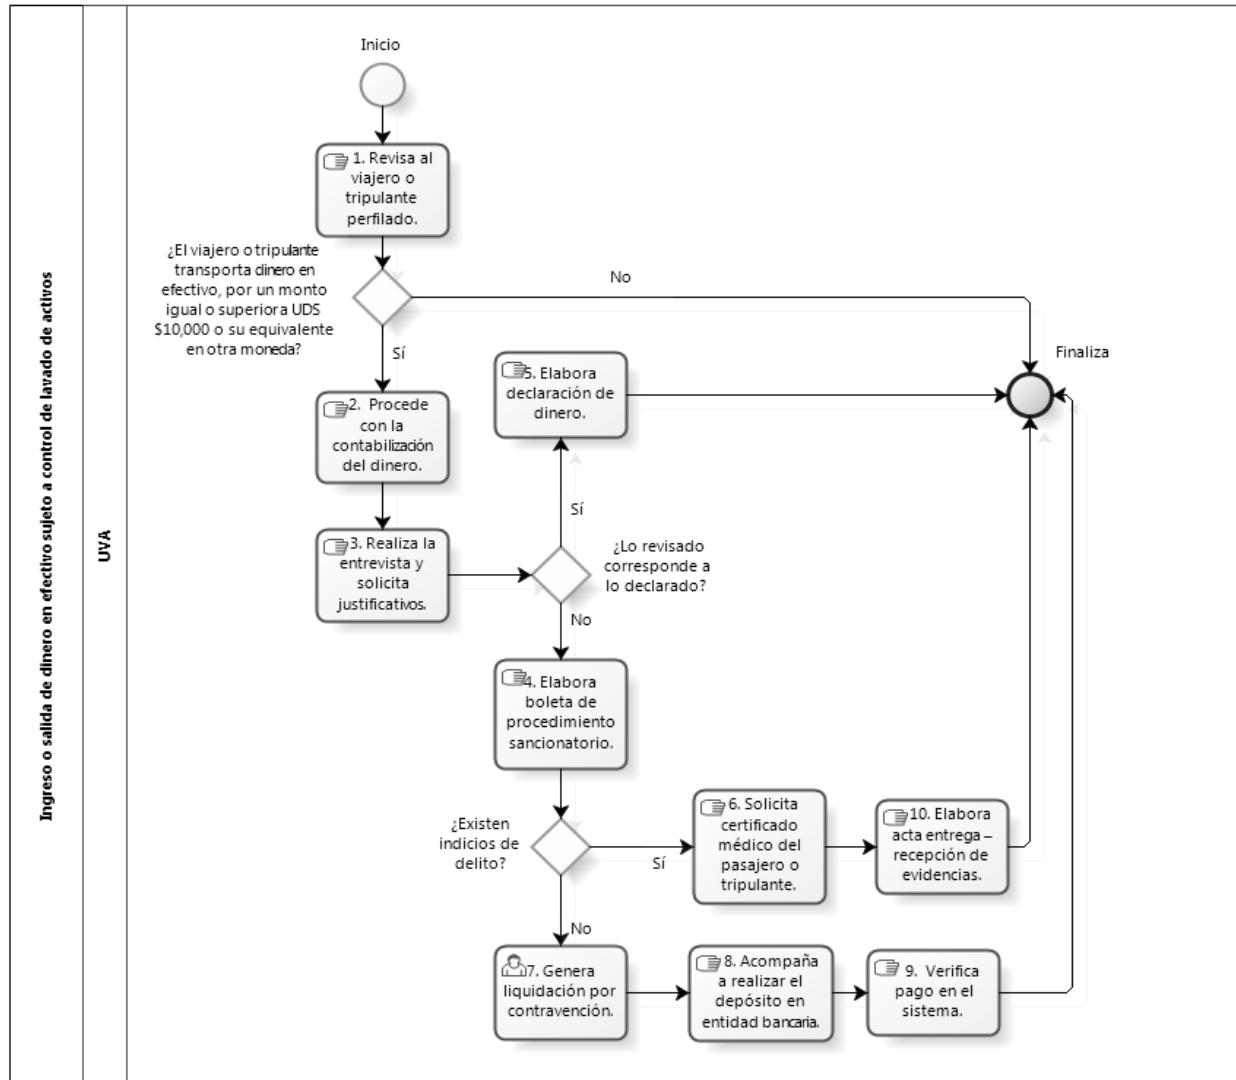 Ingreso o salida de dinero en efectivo sujeto a control de lavado de activos
UVA
Inicio
1. Revisa al
viajero o
tripulante
perfilado.
¿El viajero o tripulante
transporta dinero en
efectivo, por un monto
igual o superiora UDS
$10,000 o su equivalente
en otra moneda?
No
Sí
Finaliza
5. Elabora
declaración de
dinero.
2. Procede
con la
contabilización
del dinero.
Sí
3. Realiza la
entrevista y
solicita
justificativos.
¿Lo revisado
corresponde a
lo declarado?
No
4. Elabora
boleta de
procedimiento
sancionatorio.
¿Existen
indicios de
delito?
Sí
6. Solicita
certificado
médico del
pasajero o
tripulante.
10. Elabora
acta entrega –
recepción de
evidencias.
No
7. Genera
liquidación por
contravención.
8. Acompaña
a realizar el
depósito en
entidad bancaria.
9. Verifica
pago en el
sistema.